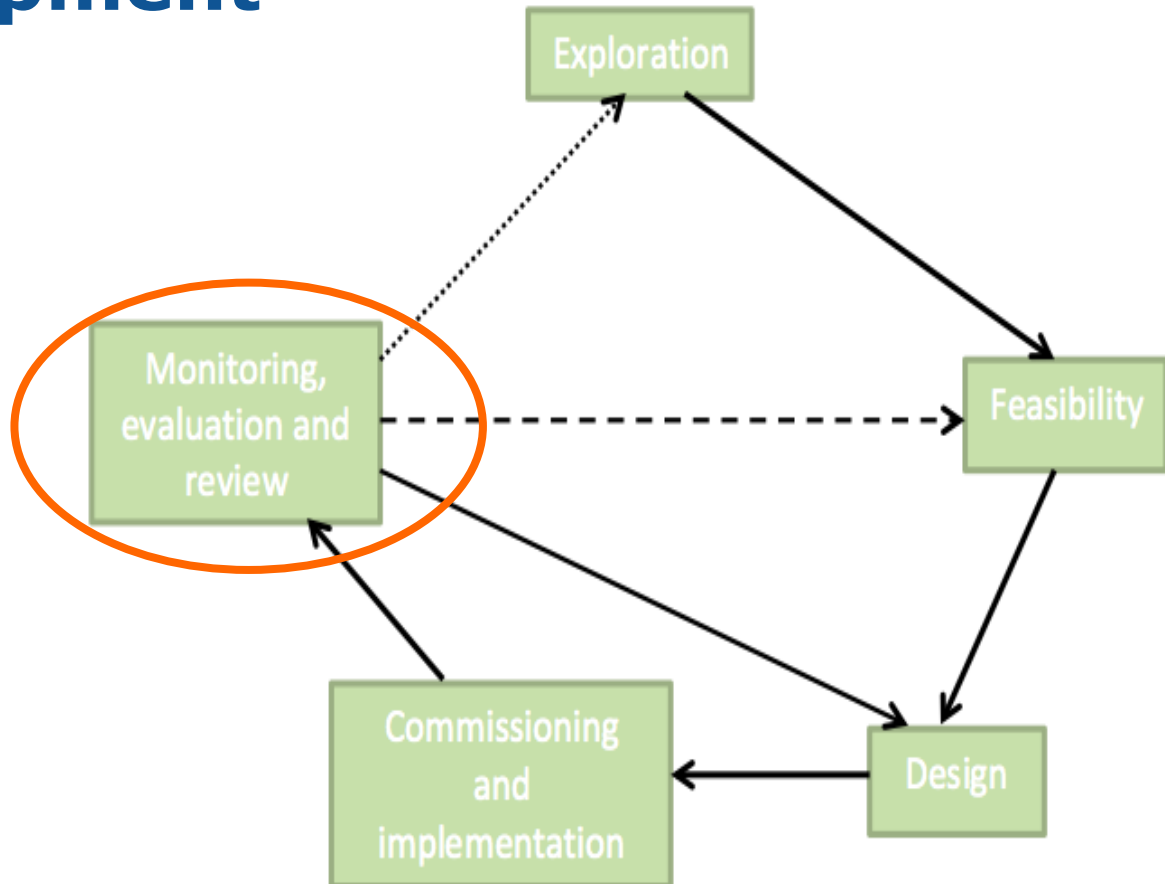 Exploration
Monitoring,
evaluation and
review
Feasibility
Commissioning
and
implementation
Design